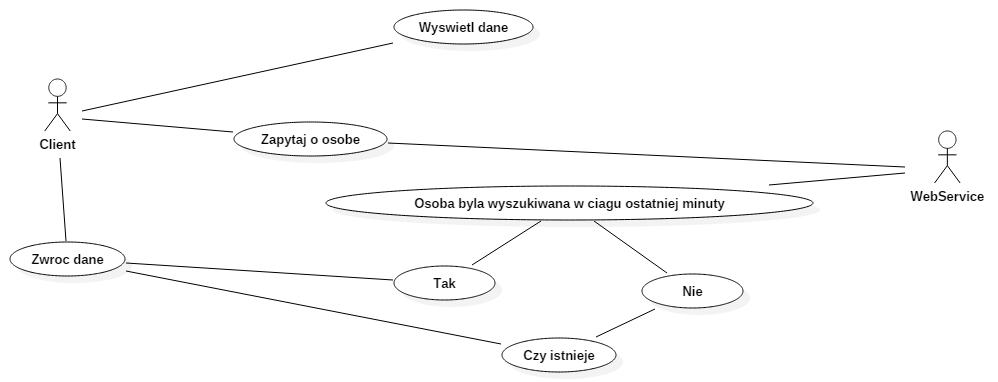 Wyswietl dane
Client
Zapytaj o osobe
WebService
Osoba byla wyszukiwana w ciagu ostatniej minuty
Zwroc dane
Tak
Nie
Czy istnieje